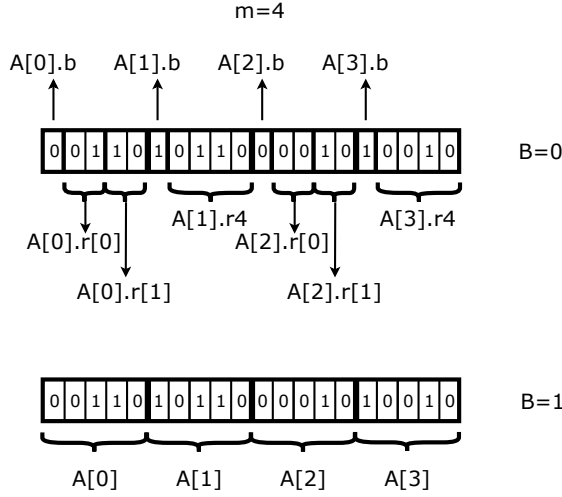 m=4
A[0].b A[1].b A[2].b A[3].b
0 0 1 1 0 1 0 1 1 0 0 0 0 1 0 1 0 0 1 0 B=0
A[1].r4 A[3].r4
A[0].r[0] A[2].r[0]
A[0].r[1] A[2].r[1]
0 0 1 1 0 1 0 1 1 0 0 0 0 1 0 1 0 0 1 0 B=1
A[0] A[1] A[2] A[3]